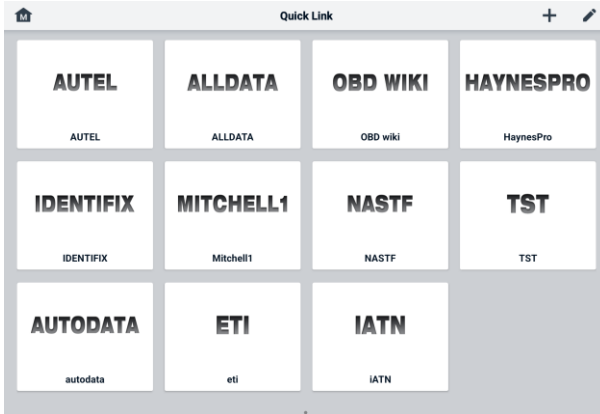 M
Quick Link
AUTEL
AUTEL
ALLDATA
ALLDATA
OBD WIKI
OBD wiki
HAYNESPRO
HaynesPro
IDENTIFIX
IDENTIFIX
MITCHELL1
Mitchell1
NASTF
NASTF
TST
TST
AUTODATA
autodata
ETI
eti
IATN
iATN